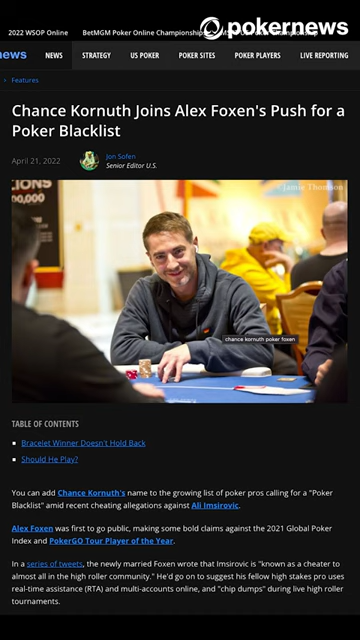 pokernews
2022 WSOP Online BetMGM Poker Online Championships
news NEWS STRATEGY US POKER POKER SITES POKER PLAYERS LIVE REPORTING
Features
Chance Kornuth Joins Alex Foxen's Push for a
Poker Blacklist
April 21, 2022
Jon Sofen
Senior Editor U.S.
LIONS
00,000
Jamie Thomson
chance kornuth poker foxen
TABLE OF CONTENTS
Bracelet Winner Doesn't Hold Back
Should He Play?
You can add Chance Kornuth's name to the growing list of poker pros calling for a "Poker
Blacklist" amid recent cheating allegations against Ali Imsirovic.
Alex Foxen was first to go public, making some bold claims against the 2021 Global Poker
Index and PokerGO Tour Player of the Year.
In a series of tweets, the newly married Foxen wrote that Imsirovic is "known as a cheater to
almost all in the high roller community." He'd go on to suggest his fellow high stakes pro uses
real-time assistance (RTA) and multi-accounts online, and "chip dumps" during live high roller
tournaments.